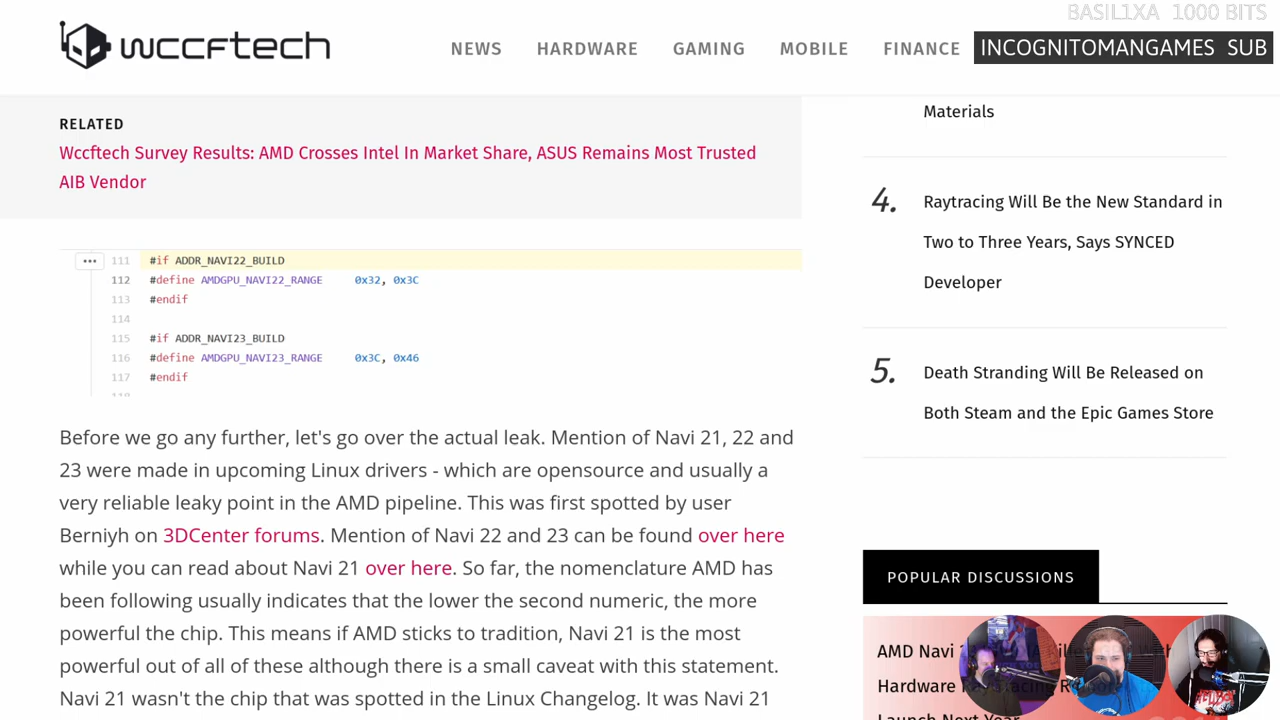 BASIL1XA 1000 BITS
wccftech
NEWS HARDWARE GAMING MOBILE FINANCE
INCOGNITOMANGAMES SUB
RELATED
Wccftech Survey Results: AMD Crosses Intel In Market Share, ASUS Remains Most Trusted
AIB Vendor
111 #if ADDR_NAVI22_BUILD
112 #define AMDGPU_NAVI22_RANGE 0x32, 0x3C
113 #endif
114
115 #if ADDR_NAVI23_BUILD
116 #define AMDGPU_NAVI23_RANGE 0x3C, 0x46
117 #endif
Before we go any further, let's go over the actual leak. Mention of Navi 21, 22 and
23 were made in upcoming Linux drivers - which are opensource and usually a
very reliable leaky point in the AMD pipeline. This was first spotted by user
Berniyh on 3DCenter forums. Mention of Navi 22 and 23 can be found over here
while you can read about Navi 21 over here. So far, the nomenclature AMD has
been following usually indicates that the lower the second numeric, the more
powerful the chip. This means if AMD sticks to tradition, Navi 21 is the most
powerful out of all of these although there is a small caveat with this statement.
Navi 21 wasn't the chip that was spotted in the Linux Changelog. It was Navi 21
Materials
4. Raytracing Will Be the New Standard in
Two to Three Years, Says SYNCED
Developer
5. Death Stranding Will Be Released on
Both Steam and the Epic Games Store
POPULAR DISCUSSIONS
AMD Navi
Hardware
Launch Next Year